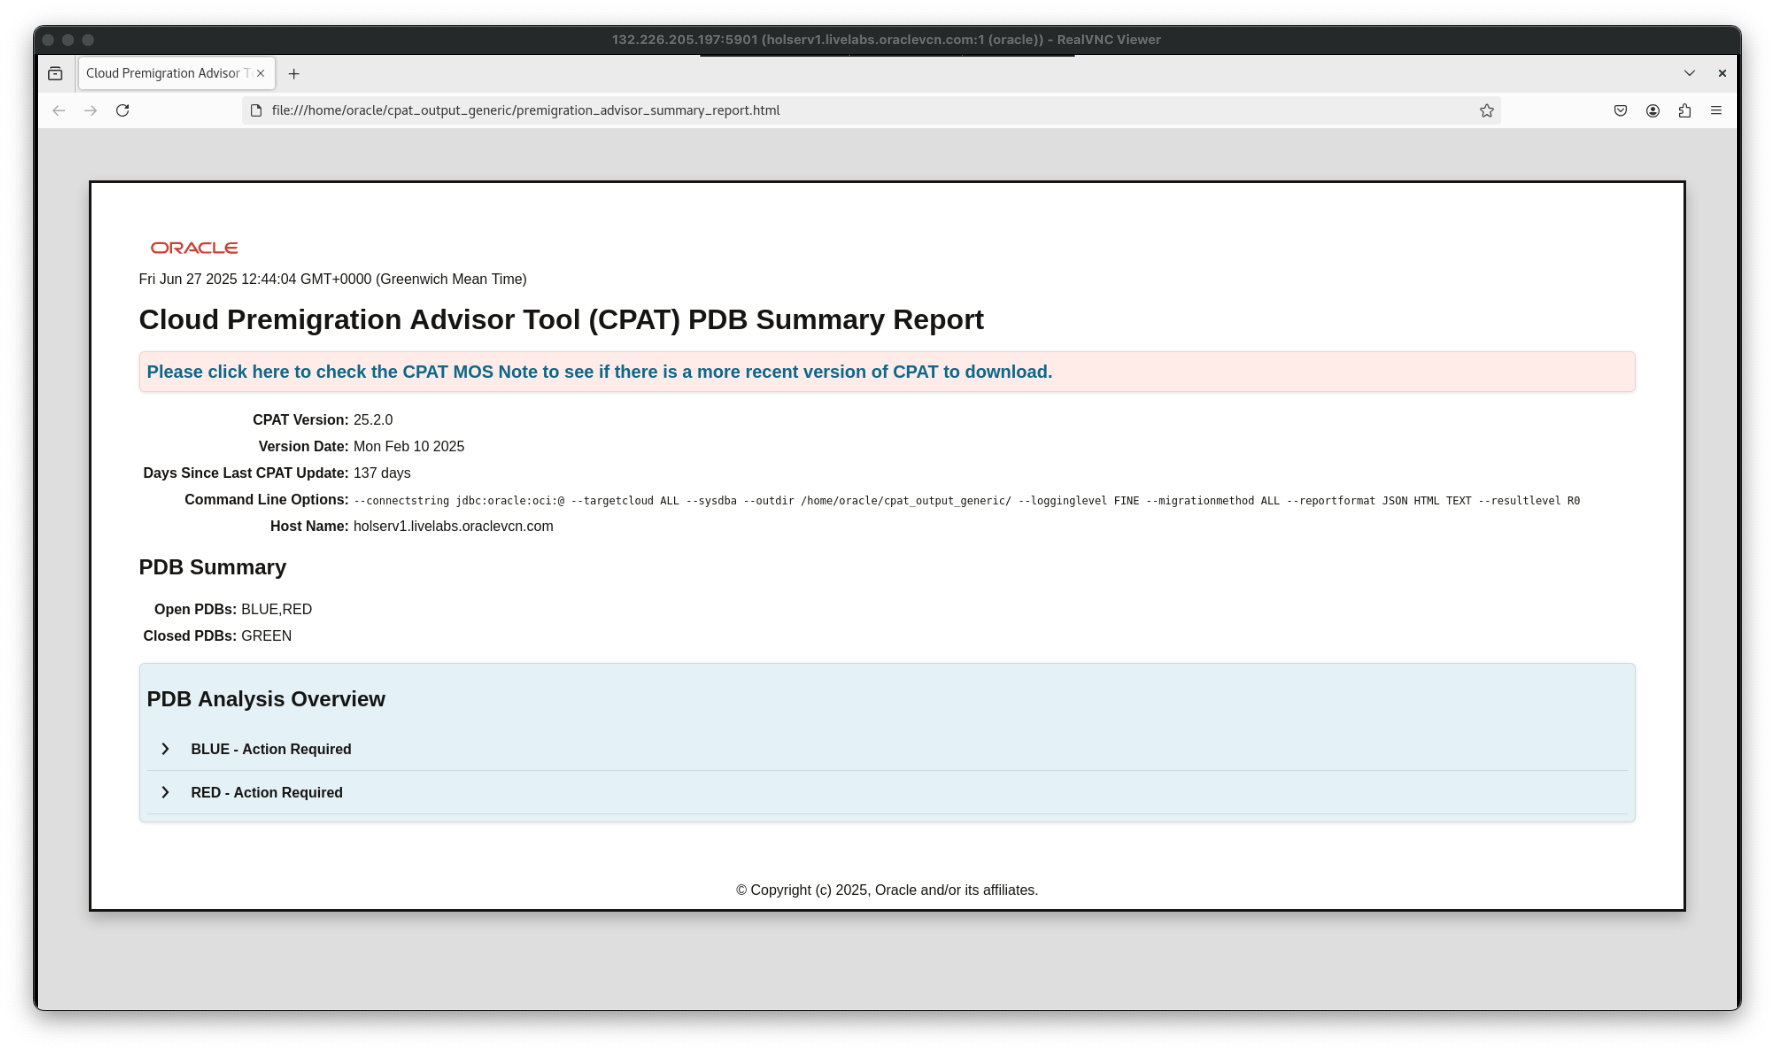 132.226.205.197:5901 (holserv1.livelabs.oraclevcn.com:1 (oracle)) - RealVNC Viewer
Cloud Premigration Advisor T
file:///home/oracle/cpat_output_generic/premigration_advisor_summary_report.html
ORACLE
Fri Jun 27 2025 12:44:04 GMT+0000 (Greenwich Mean Time)
Cloud Premigration Advisor Tool (CPAT) PDB Summary Report
Please click here to check the CPAT MOS Note to see if there is a more recent version of CPAT to download.
CPAT Version: 25.2.0
Version Date: Mon Feb 10 2025
Days Since Last CPAT Update: 137 days
Command Line Options: --connectstring jdbc:oracle:oci:@ --targetcloud ALL --sysdba --outdir /home/oracle/cpat_output_generic/ --logginglevel FINE --migrationmethod ALL --reportformat JSON HTML TEXT --resultlevel R0
Host Name: holserv1.livelabs.oraclevcn.com
PDB Summary
Open PDBs: BLUE,RED
Closed PDBs: GREEN
PDB Analysis Overview
BLUE - Action Required
RED - Action Required
© Copyright (c) 2025, Oracle and/or its affiliates.